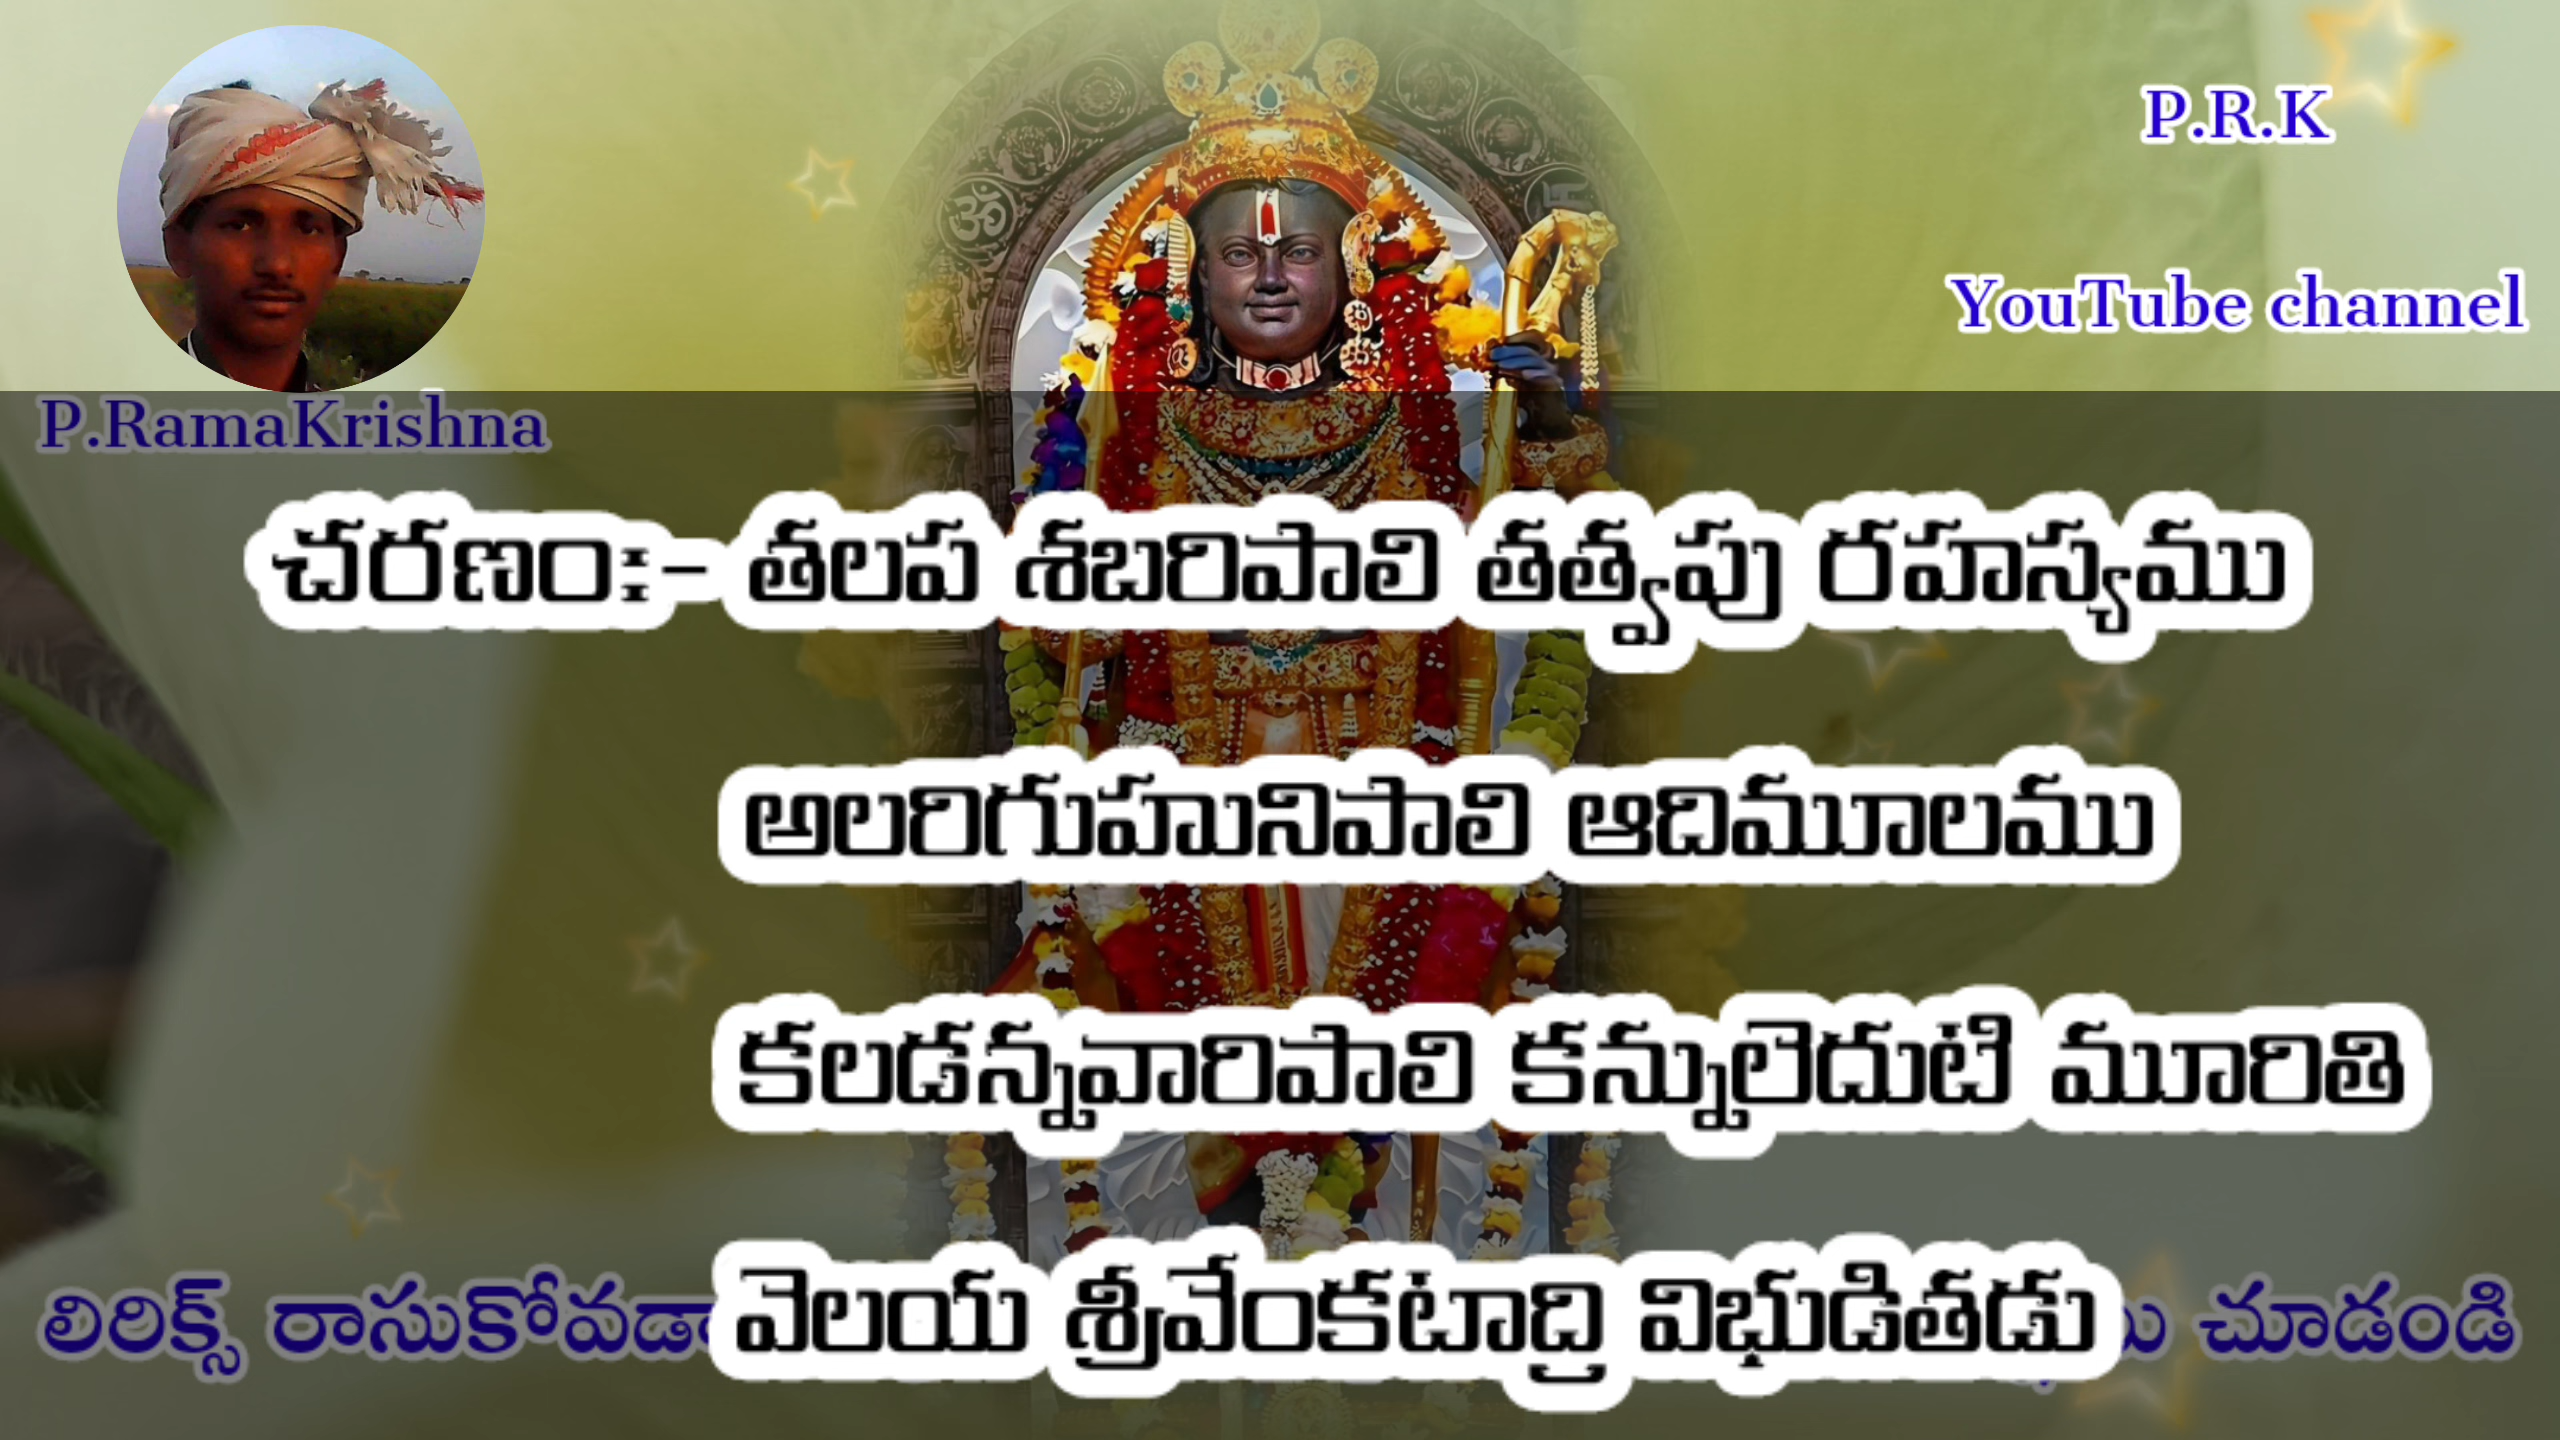 P.R.K
YouTube channel
P.RamaKrishna
చరణం:- తలప శబరిపాలి తత్వపు రహస్యము
అలరిగుహునిపాలి ఆదిమూలము
కలడన్నవారిపాలి కన్నులెదుటి మూరితి
వెలయ శ్రీవేంకటాద్రి విభుడితడు
లిరిక్స్ రాసుకోవడా చూడండి